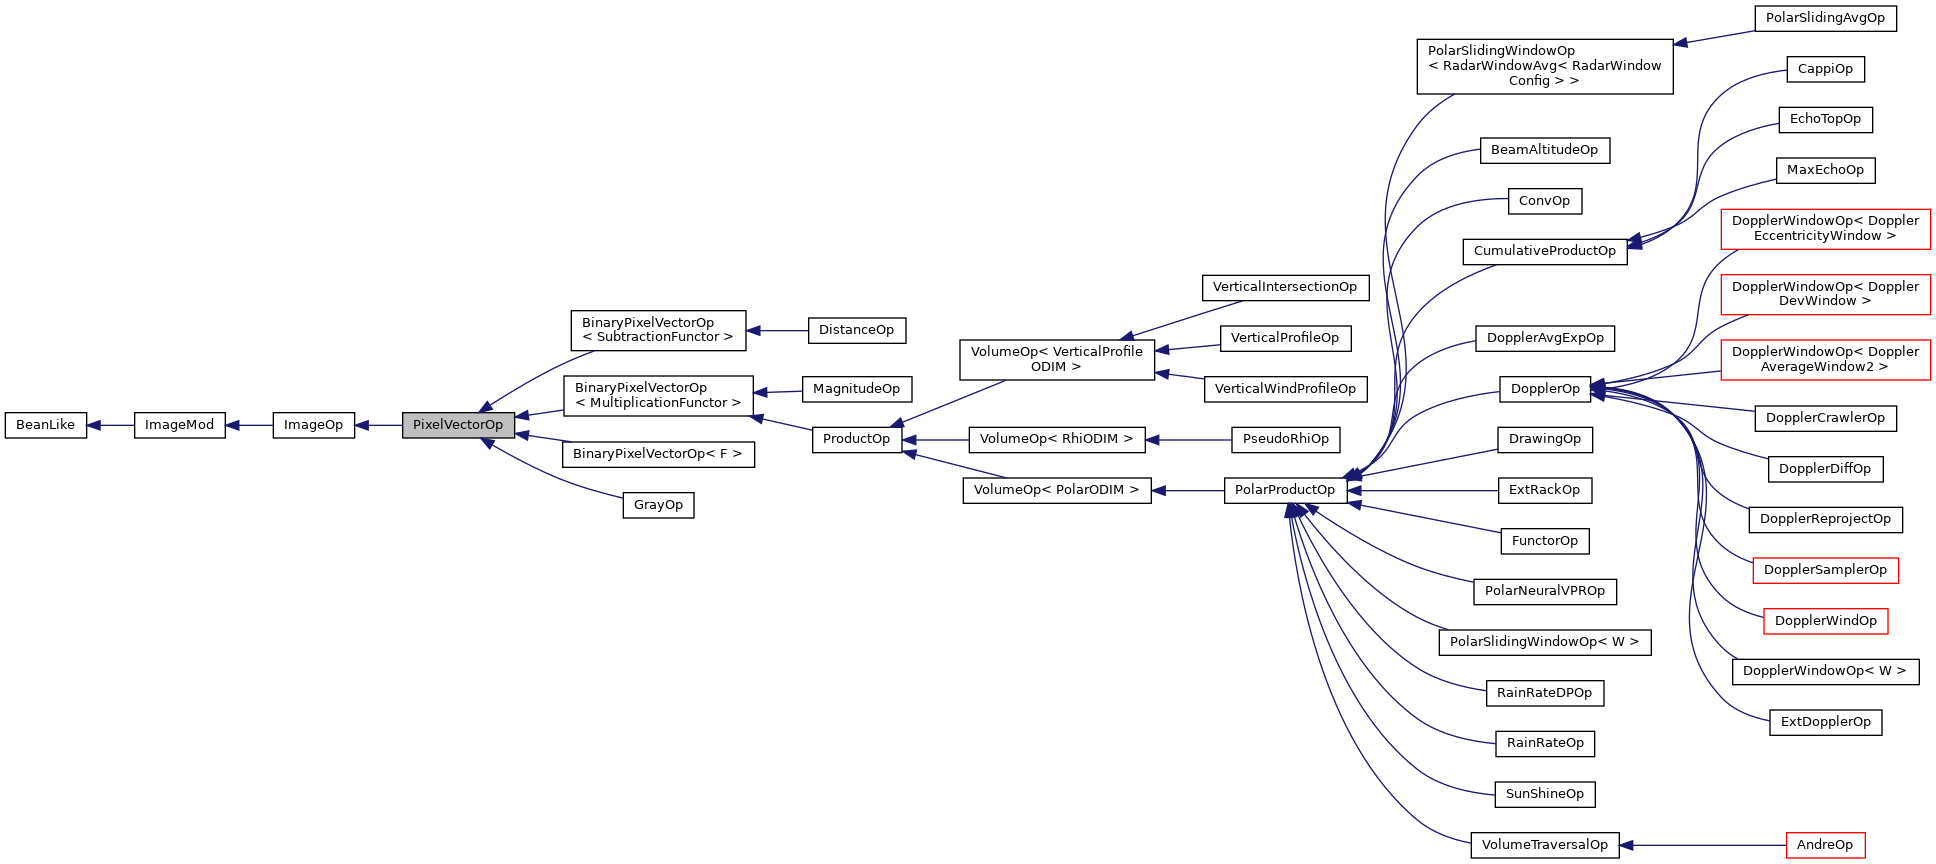 BeanLike
ImageMod
ImageOp
PixelVectorOp
BinaryPixelVectorOp
< SubtractionFunctor >
BinaryPixelVectorOp
< MultiplicationFunctor >
BinaryPixelVectorOp< F >
GrayOp
DistanceOp
MagnitudeOp
ProductOp
VolumeOp< VerticalProfile
ODIM >
VolumeOp< RhiODIM >
VolumeOp< PolarODIM >
VerticalIntersectionOp
VerticalProfileOp
VerticalWindProfileOp
PseudoRhiOp
PolarProductOp
PolarSlidingWindowOp
< RadarWindowAvg< RadarWindow
Config > >
BeamAltitudeOp
ConvOp
CumulativeProductOp
DopplerAvgExpOp
DopplerOp
DrawingOp
ExtRackOp
FunctorOp
PolarNeuralVPROp
PolarSlidingWindowOp< W >
RainRateDPOp
RainRateOp
SunShineOp
VolumeTraversalOp
PolarSlidingAvgOp
CappiOp
EchoTopOp
MaxEchoOp
DopplerWindowOp< Doppler
EccentricityWindow >
DopplerWindowOp< Doppler
DevWindow >
DopplerWindowOp< Doppler
AverageWindow2 >
DopplerCrawlerOp
DopplerDiffOp
DopplerReprojectOp
DopplerSamplerOp
DopplerWindOp
DopplerWindowOp< W >
ExtDopplerOp
AndreOp